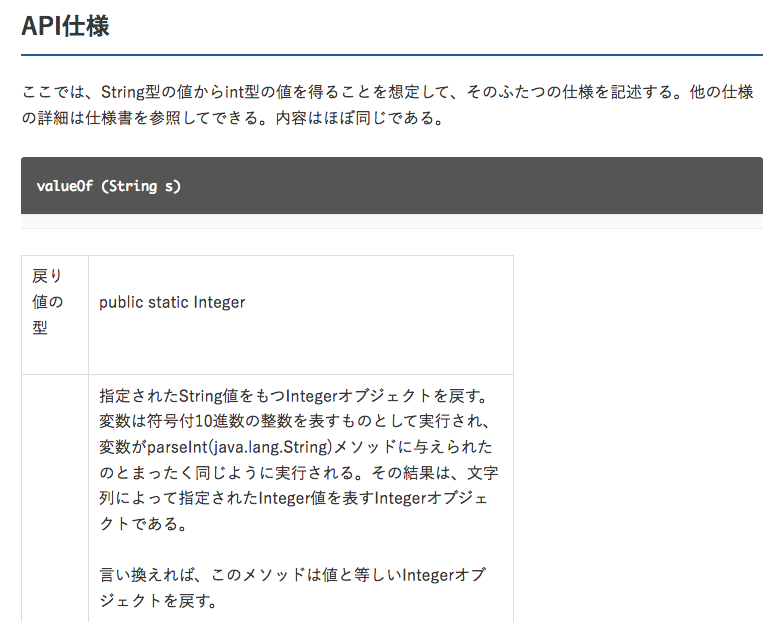 API仕様
ここでは、String型の値からint型の値を得ることを想定して、そのふたつの仕様を記述する。他の仕様
の詳細は仕様書を参照してできる。内容はほぼ同じである。
valueOf (String s)
戻り
値の
型
public static Integer
指定されたString値をもつIntegerオブジェクトを戻す。
変数は符号付10進数の整数を表すものとして実行され、
変数がparseInt(java.lang.String)メソッドに与えられた
のとまったく同じように実行される。その結果は、文字
列によって指定されたInteger値を表すIntegerオブジェ
クトである。
言い換えれば、このメソッドは値と等しいIntegerオブ
ジェクトを戻す。